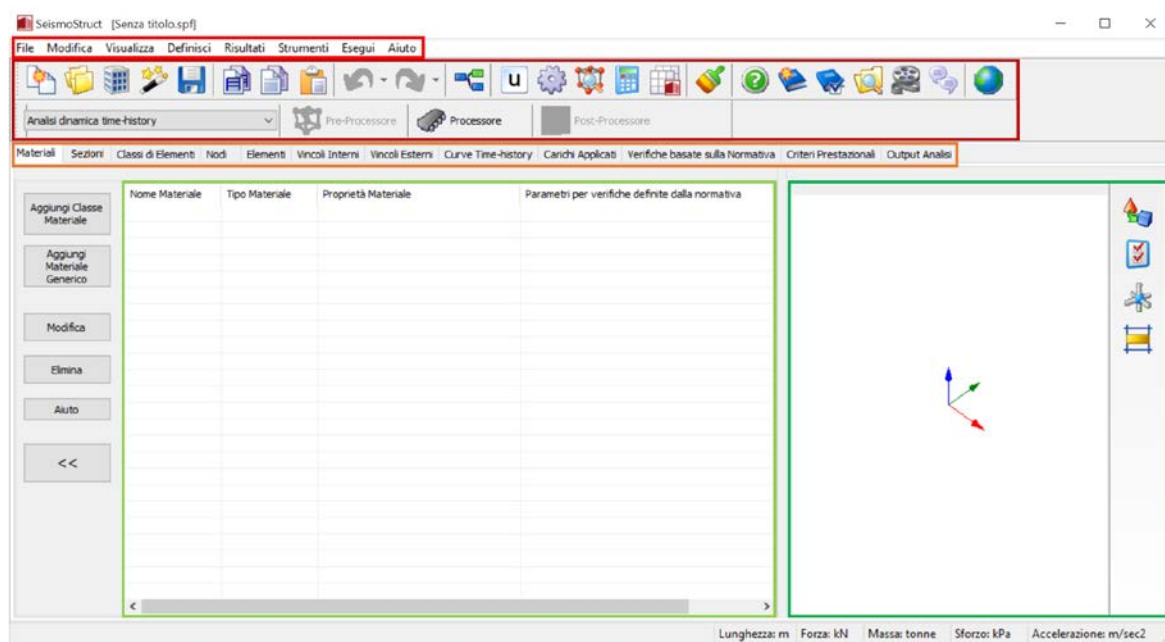 SeismoStruct [Senza titolo.spf]
File Modifica Visualizza Definisci Risultati Strumenti Esegui Aiuto
u
Analisi dinamica time-history Pre-Processore Processore Post-Processore
Materiali Sezioni Classi di Elementi Nodi Elementi Vincoli Interni Vincoli Esterni Curve Time-history Carichi Applicati Verifiche basate sulla Normativa Criteri Prestazionali Output Analisi
Nome Materiale Tipo Materiale Proprietà Materiale Parametri per verifiche definite dalla normativa
Aggiungi Classe
Materiale
Aggiungi
Materiale
Generico
Modifica
Elimina
Aiuto
<<
Lunghezza: m Forza: kN Massa: tonne Sforzo: kPa Accelerazione: m/sec2